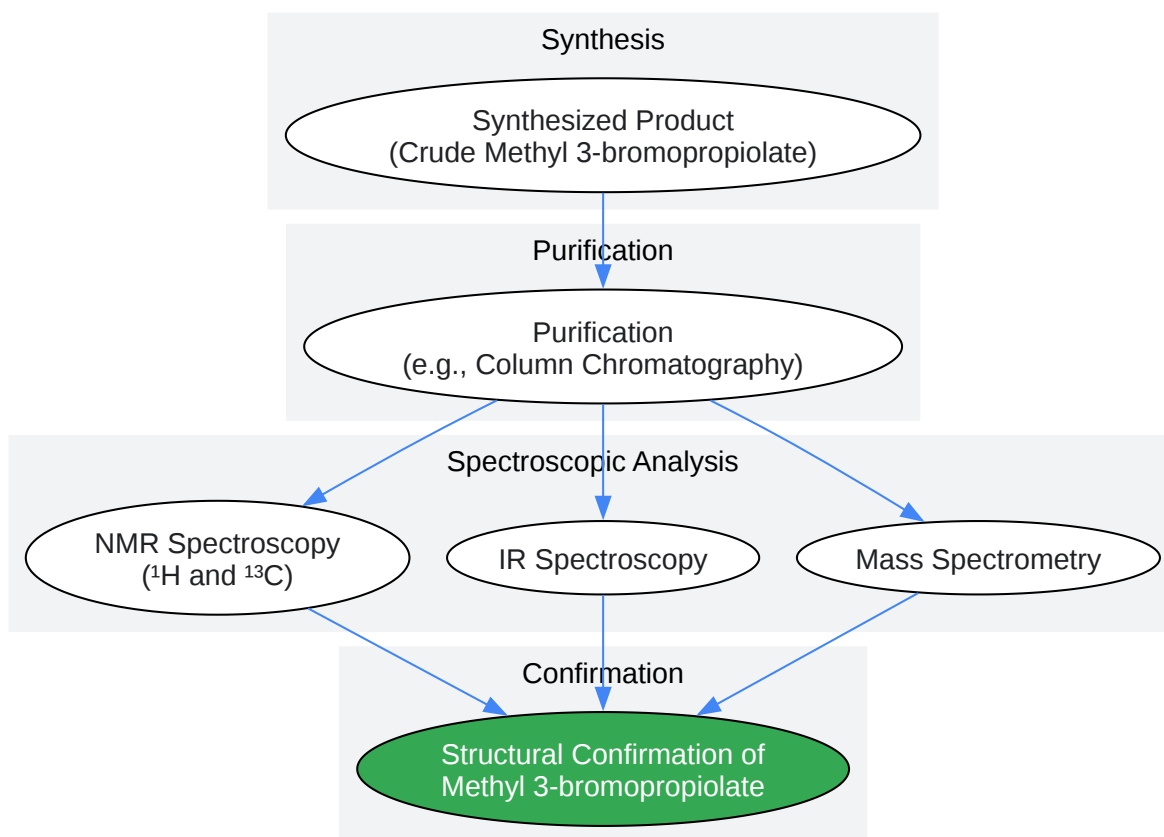 Synthesis
Synthesized Product
(Crude Methyl 3-bromopropiolate)
Purification
Purification
(e.g., Column Chromatography)
Spectroscopic Analysis
NMR Spectroscopy
(¹H and ¹³C)
IR Spectroscopy
Mass Spectrometry
Confirmation
Structural Confirmation of
Methyl 3-bromopropiolate